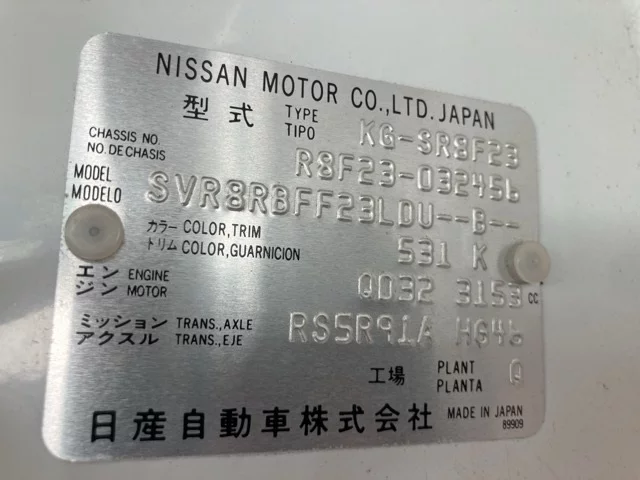 NISSAN MOTOR CO.,LTD. JAPAN
型式 TYPE TIPO KG-SR8F23
CHASSIS NO. NO. DE CHASIS R8F23-032456
MODEL MODELO SVR8RBFF23LDU--B--
カラー COLOR,TRIM
トリム COLOR,GUARNICION 531 K
エンジン ENGINE MOTOR QD32 3153 cc
ミッション TRANS.,AXLE
アクスル TRANS.,EJE RS5R91A HG46
工場 PLANT PLANTA Q
日産自動車株式会社 MADE IN JAPAN
89909